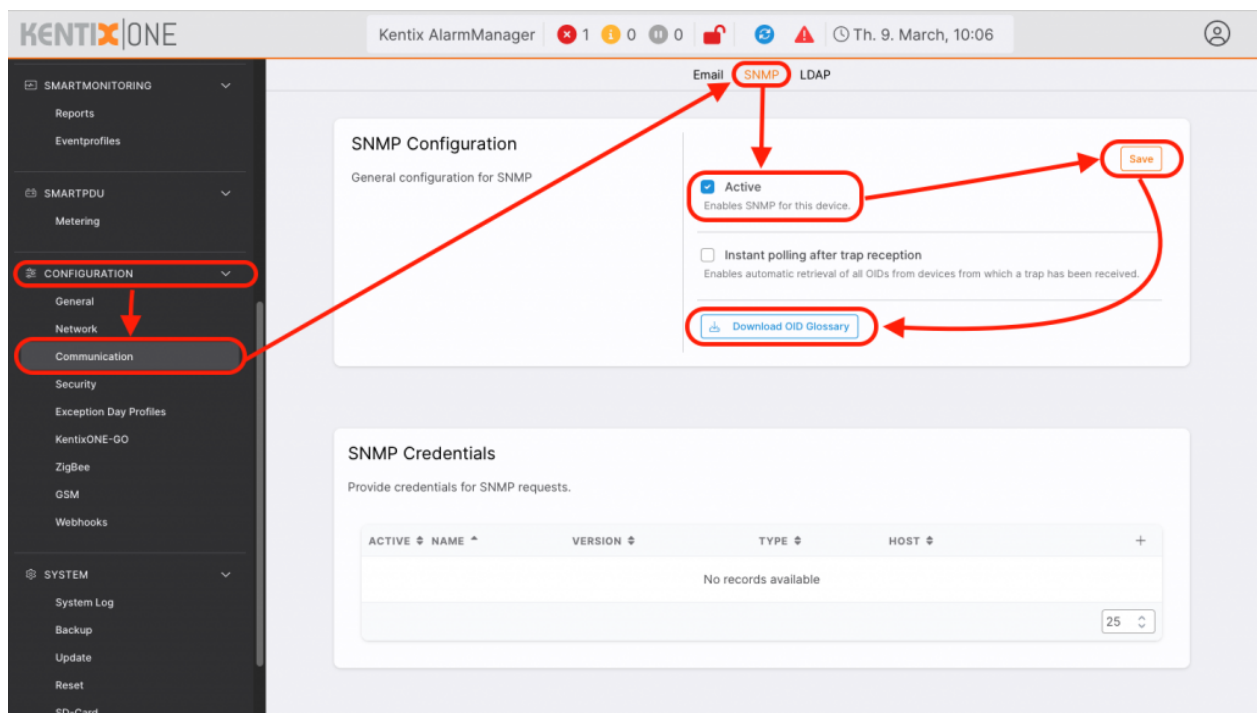 KENTIX ONE
Kentix AlarmManager 1 0 0 Th. 9. March, 10:06
SMARTMONITORING
Reports
Eventprofiles
SMARTPDU
Metering
CONFIGURATION
General
Network
Communication
Security
Exception Day Profiles
KentixONE-GO
ZigBee
GSM
Webhooks
SYSTEM
System Log
Backup
Update
Reset
SD-Card
Email SNMP LDAP
SNMP Configuration
General configuration for SNMP
Save
Active
Enables SNMP for this device.
Instant polling after trap reception
Enables automatic retrieval of all OIDs from devices from which a trap has been received.
Download OID Glossary
SNMP Credentials
Provide credentials for SNMP requests.
ACTIVE NAME VERSION TYPE HOST +
No records available
25